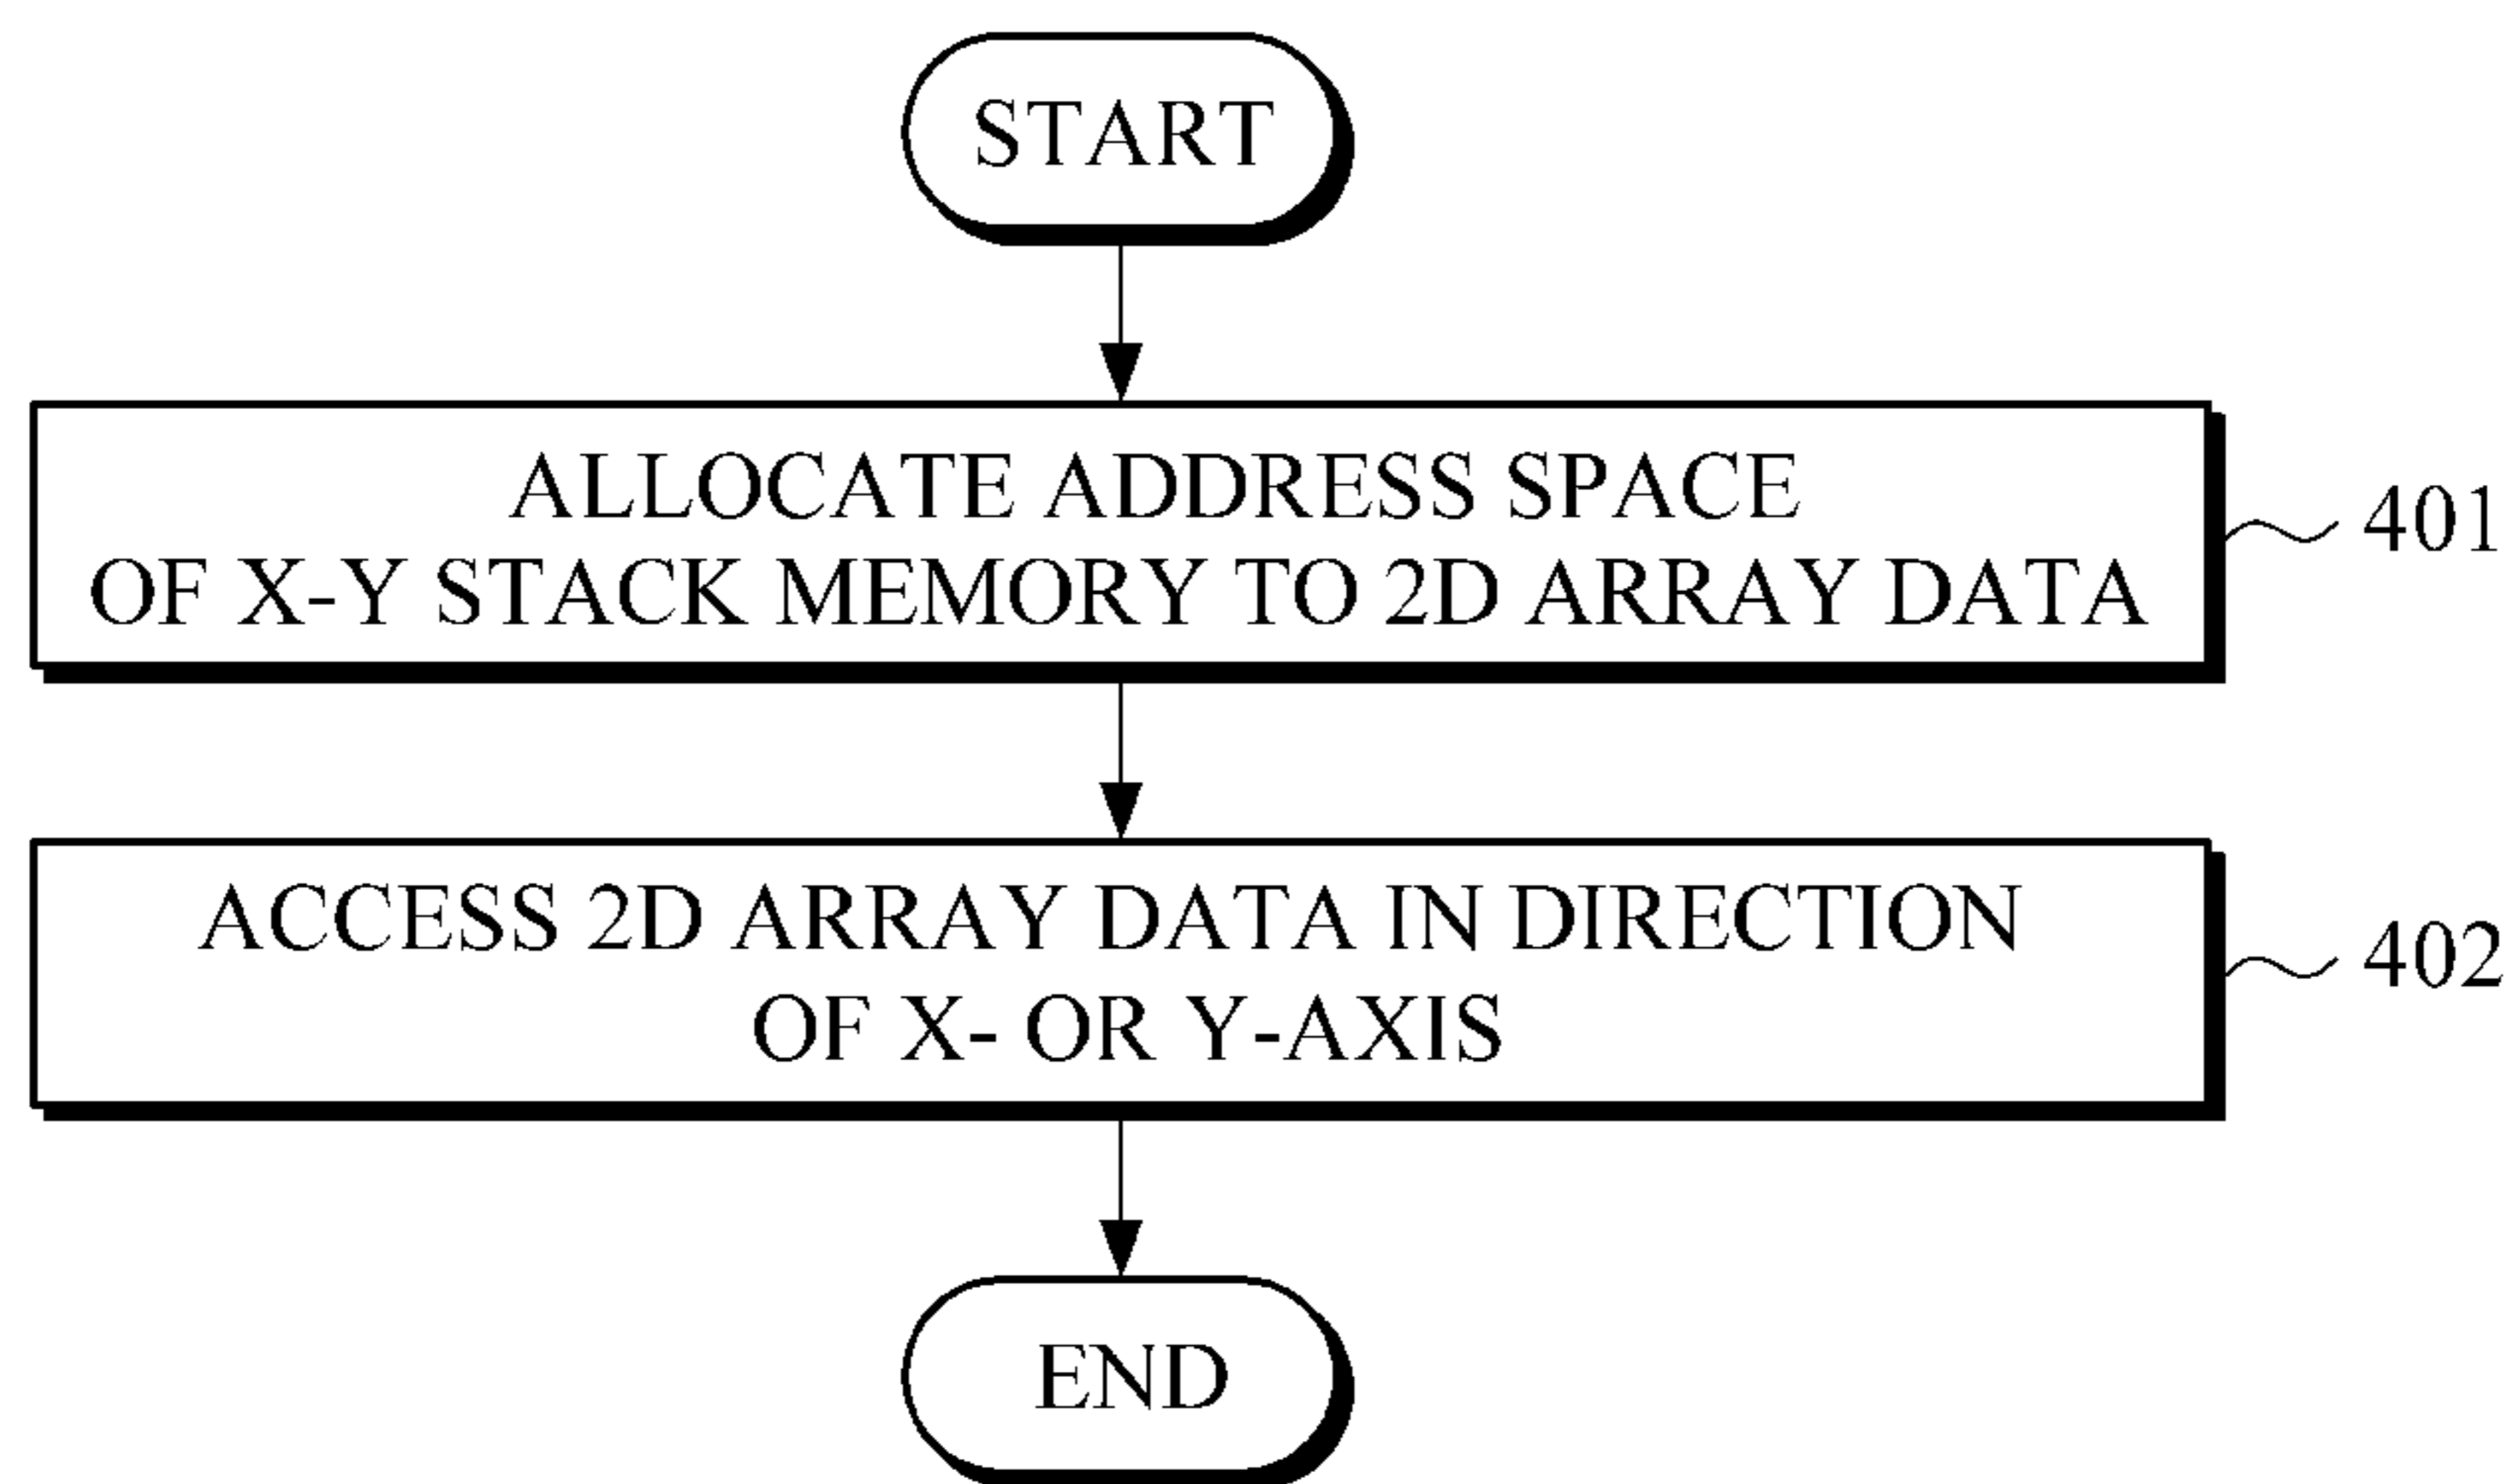 START
ALLOCATE ADDRESS SPACE
OF X-Y STACK MEMORY TO 2D ARRAY DATA
401
ACCESS 2D ARRAY DATA IN DIRECTION
OF X- OR Y-AXIS
402
END